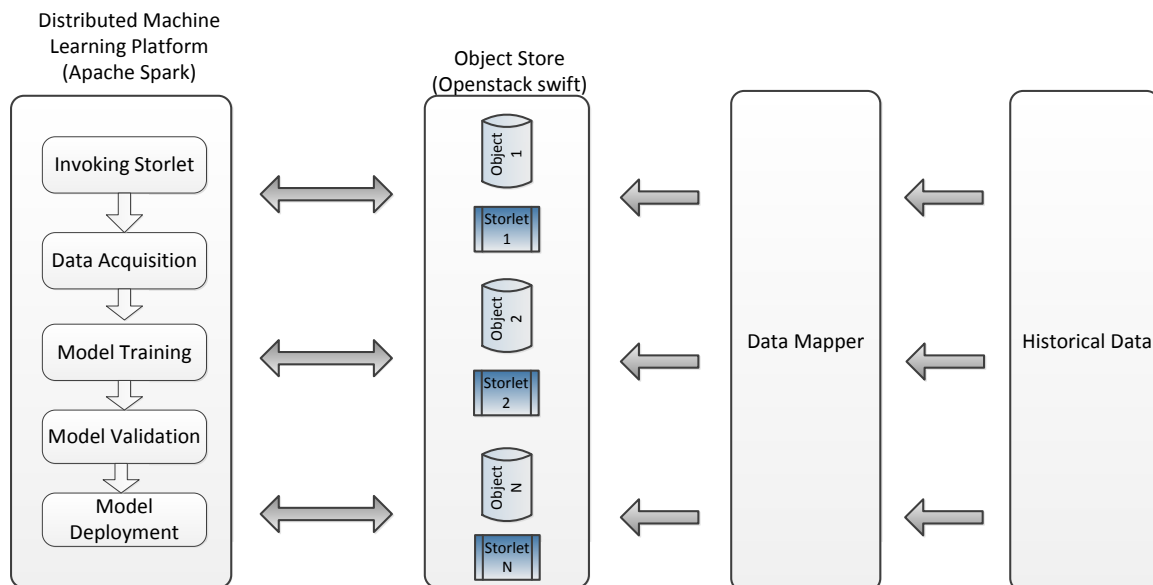 Distributed Machine
Learning Platform
(Apache Spark)
Invoking Storlet
Data Acquisition
Model Training
Model Validation
Model
Deployment
Object Store
(Openstack swift)
Object
1
Storlet
1
Object
2
Storlet
2
Object
N
Storlet
N
Data Mapper
Historical Data